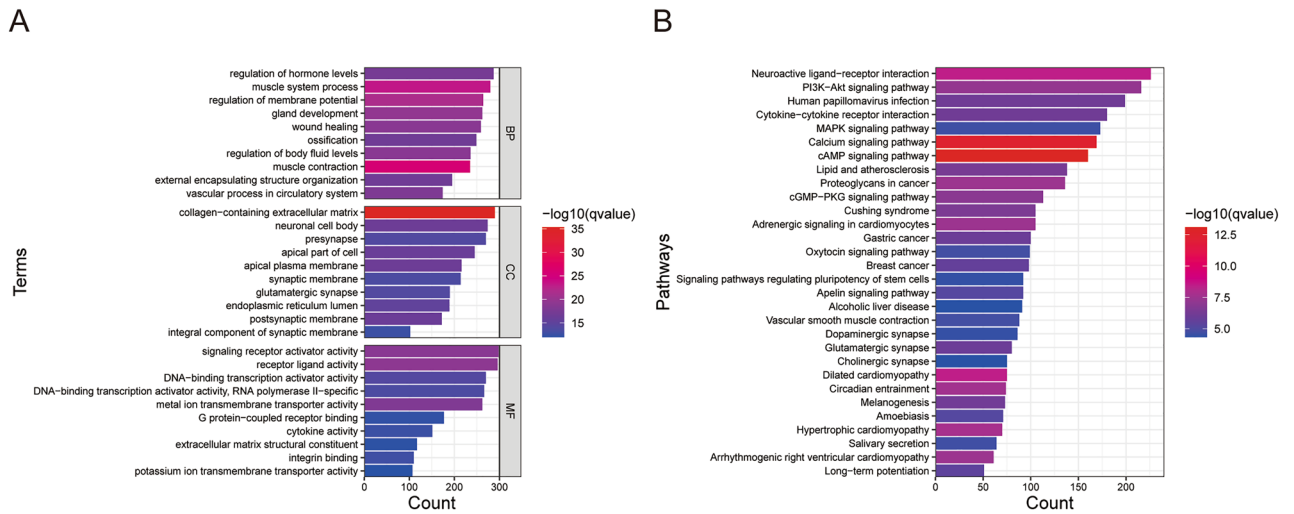 A
regulation of hormone levels
muscle system process
regulation of membrane potential
gland development
wound healing
ossification
regulation of body fluid levels
muscle contraction
external encapsulating structure organization
vascular process in circulatory system
BP
collagen−containing extracellular matrix
neuronal cell body
presynapse
apical part of cell
apical plasma membrane
synaptic membrane
glutamatergic synapse
endoplasmic reticulum lumen
postsynaptic membrane
integral component of synaptic membrane
CC
signaling receptor activator activity
receptor ligand activity
DNA−binding transcription activator activity
DNA−binding transcription activator activity, RNA polymerase II−specific
metal ion transmembrane transporter activity
G protein−coupled receptor binding
cytokine activity
extracellular matrix structural constituent
integrin binding
potassium ion transmembrane transporter activity
MF
Terms
0 100 200 300
Count
−log10(qvalue)
35
30
25
20
15
B
Neuroactive ligand−receptor interaction
PI3K−Akt signaling pathway
Human papillomavirus infection
Cytokine−cytokine receptor interaction
MAPK signaling pathway
Calcium signaling pathway
cAMP signaling pathway
Lipid and atherosclerosis
Proteoglycans in cancer
cGMP−PKG signaling pathway
Cushing syndrome
Adrenergic signaling in cardiomyocytes
Gastric cancer
Oxytocin signaling pathway
Breast cancer
Signaling pathways regulating pluripotency of stem cells
Apelin signaling pathway
Alcoholic liver disease
Vascular smooth muscle contraction
Dopaminergic synapse
Glutamatergic synapse
Cholinergic synapse
Dilated cardiomyopathy
Circadian entrainment
Melanogenesis
Amoebiasis
Hypertrophic cardiomyopathy
Salivary secretion
Arrhythmogenic right ventricular cardiomyopathy
Long−term potentiation
Pathways
0 50 100 150 200
Count
−log10(qvalue)
12.5
10.0
7.5
5.0